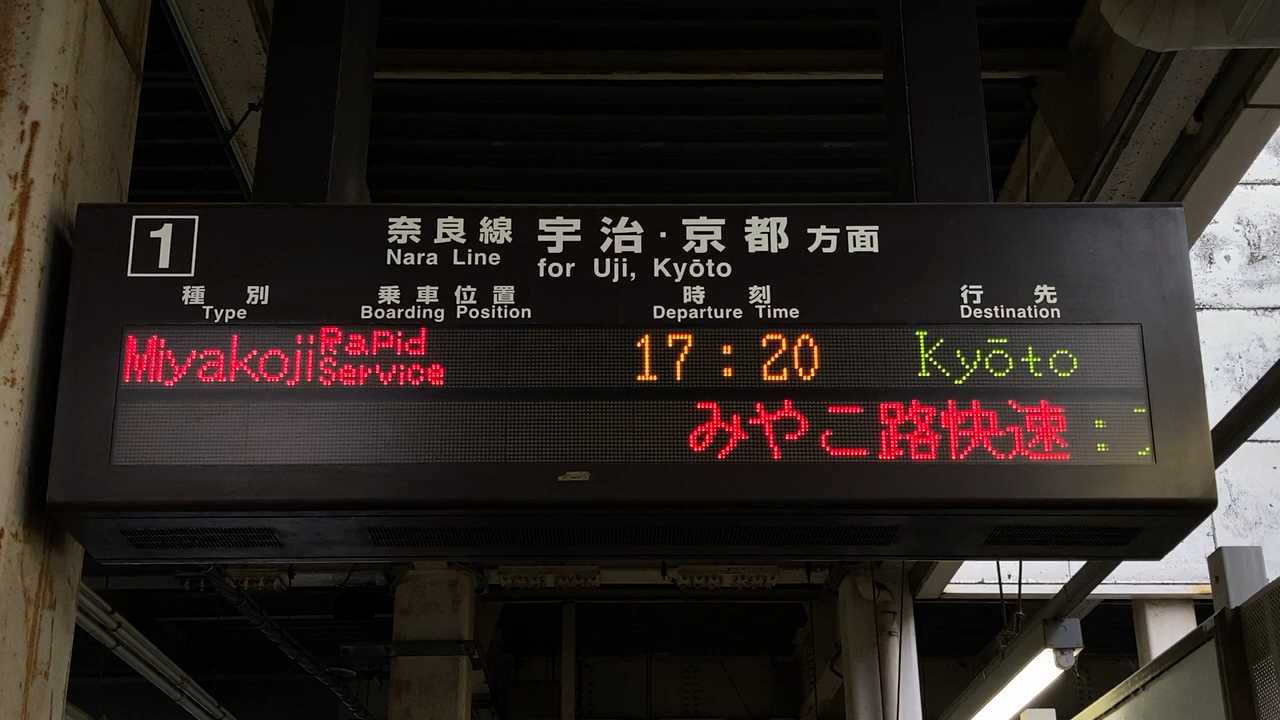 1 奈良線 宇治・京都 方面
Nara Line for Uji, Kyōto
種別 乗車位置 時刻 行先
Type Boarding Position Departure Time Destination
Miyakoji Rapid Service 17:20 Kyōto
みやこ路快速: